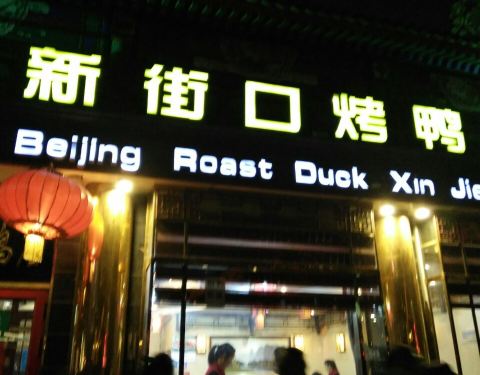 新街口烤鸭
Beijing Roast Duck Xin Jie